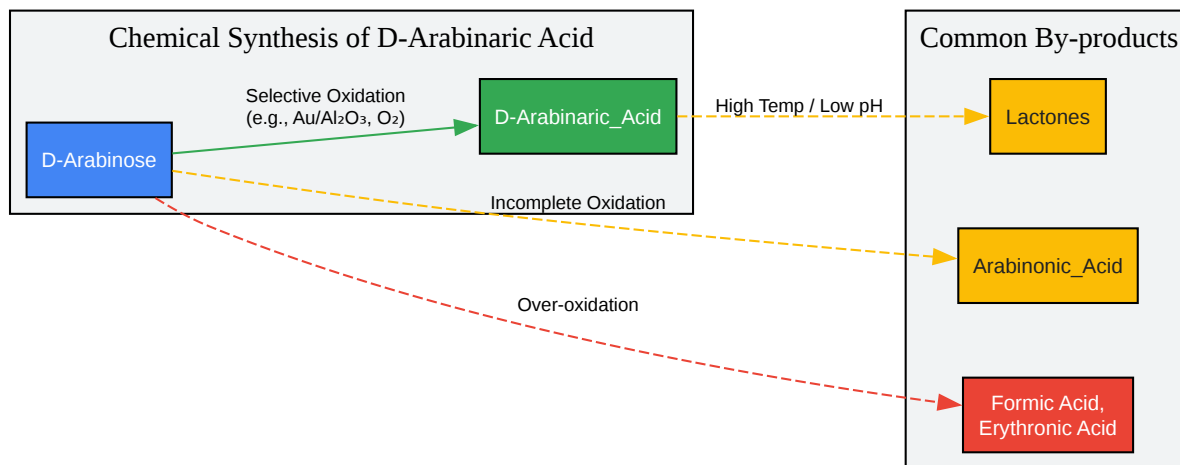 Chemical Synthesis of D-Arabinaric Acid
Common By-products
Selective Oxidation
(e.g., Au/Al₂O₃, O₂)
D-Arabinaric_Acid
High Temp / Low pH
Lactones
D-Arabinose
Incomplete Oxidation
Arabinonic_Acid
Over-oxidation
Formic Acid,
Erythronic Acid